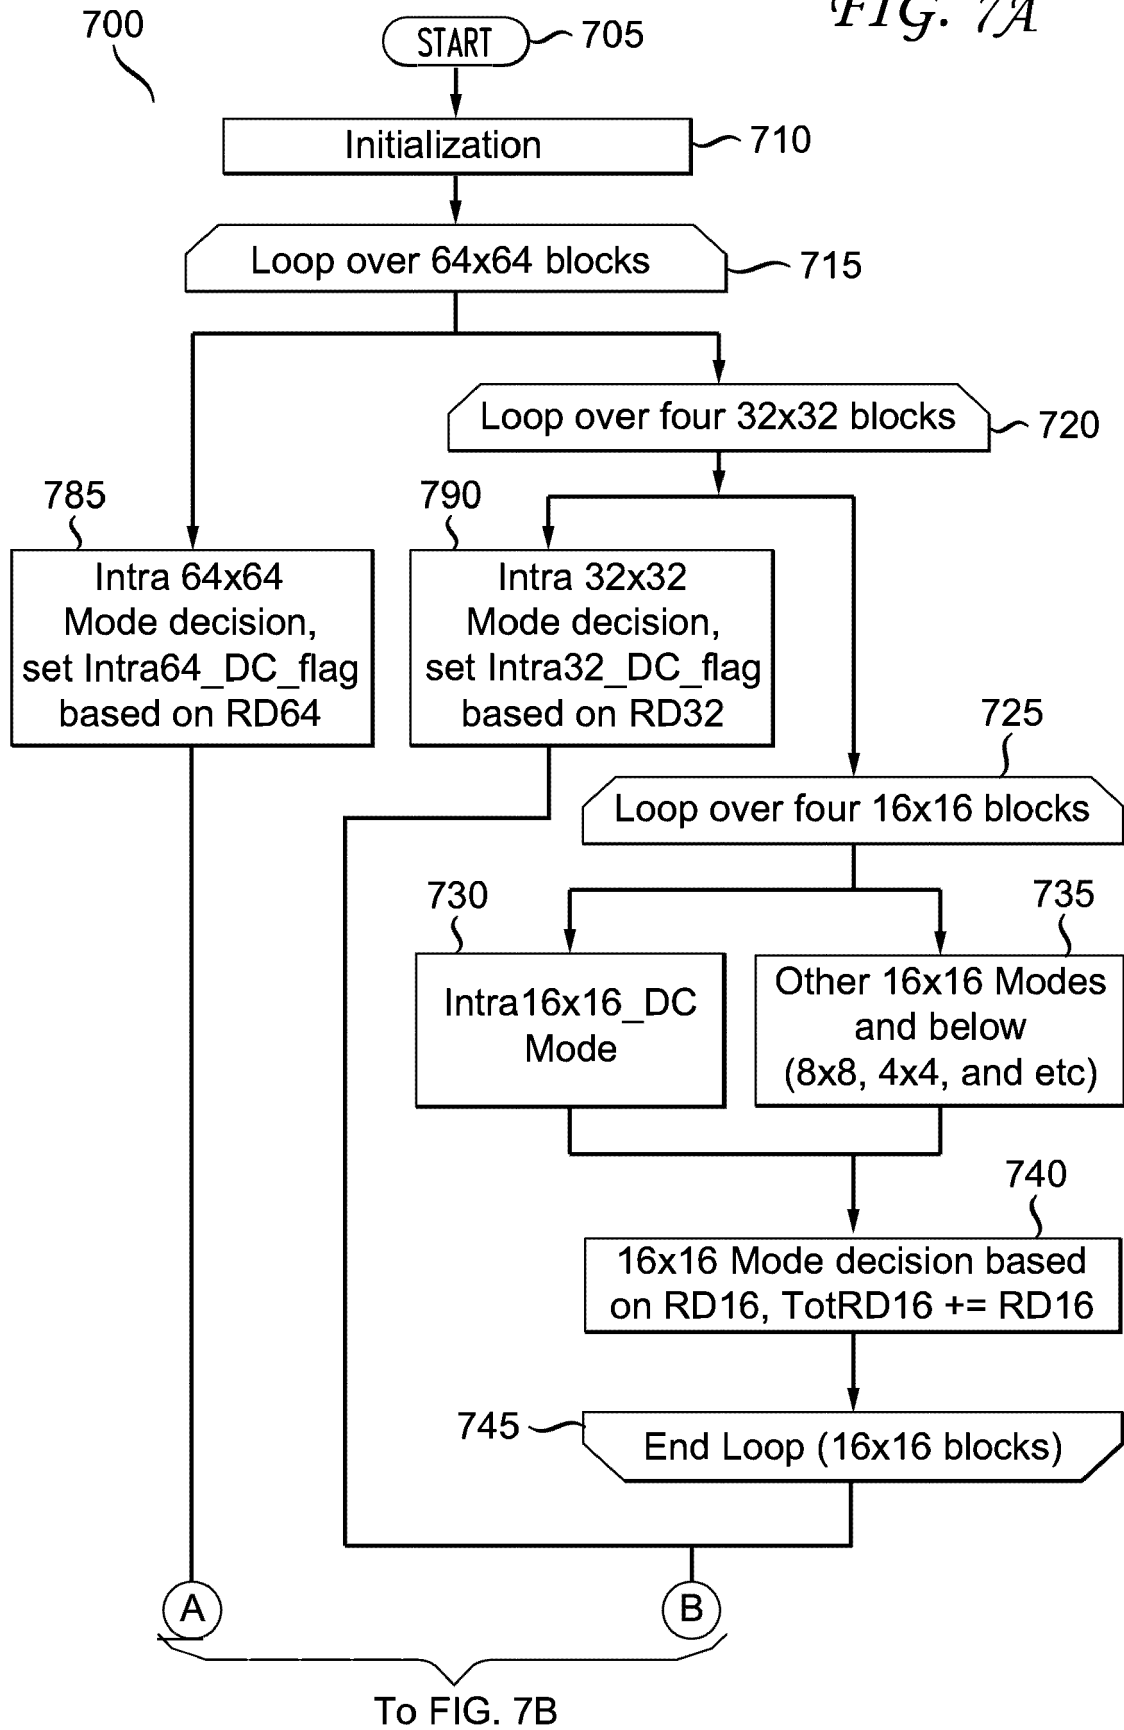 FIG. 7A
700
START
705
Initialization
710
Loop over 64x64 blocks
715
Loop over four 32x32 blocks
720
785
790
Intra 64x64
Mode decision,
set Intra64_DC_flag
based on RD64
Intra 32x32
Mode decision,
set Intra32_DC_flag
based on RD32
725
Loop over four 16x16 blocks
730
735
Intra16x16_DC
Mode
Other 16x16 Modes
and below
(8x8, 4x4, and etc)
740
16x16 Mode decision based
on RD16, TotRD16 += RD16
745
End Loop (16x16 blocks)
A
B
To FIG. 7B